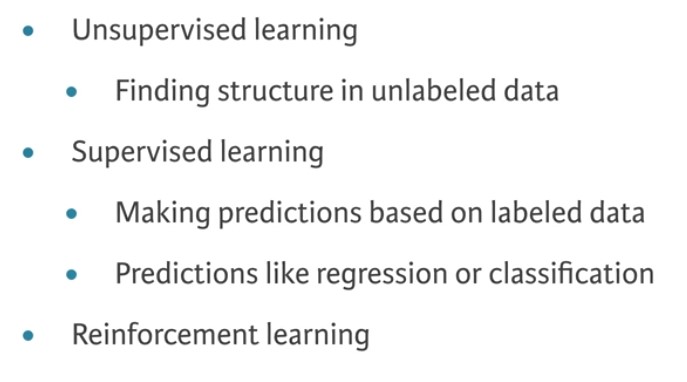 • Unsupervised learning
• Finding structure in unlabeled data
• Supervised learning
• Making predictions based on labeled data
• Predictions like regression or classification
• Reinforcement learning